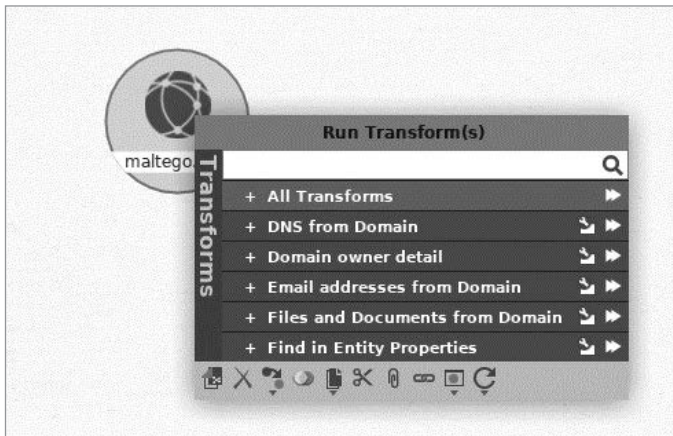 Run Transform(s)
maltego.
Transforms
+ All Transforms
+ DNS from Domain
+ Domain owner detail
+ Email addresses from Domain
+ Files and Documents from Domain
+ Find in Entity Properties